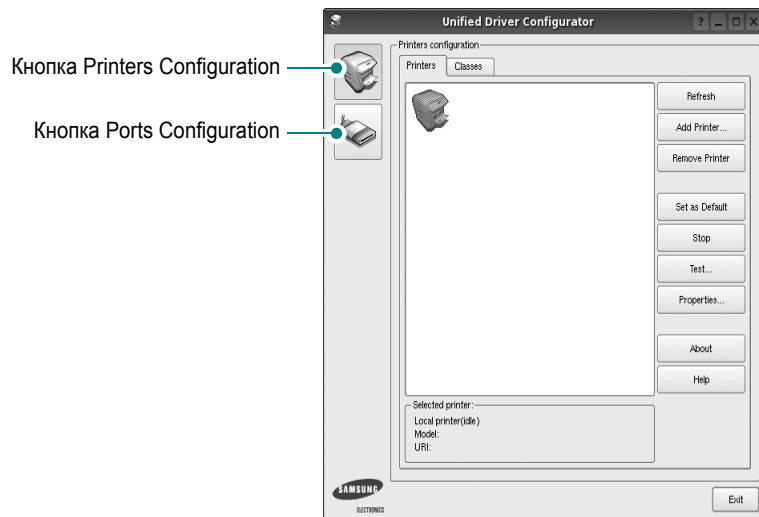 Unified Driver Configurator
Кнопка Printers Configuration
Кнопка Ports Configuration
Printers configuration
Printers
Classes
Refresh
Add Printer...
Remove Printer
Set as Default
Stop
Test...
Properties...
About
Help
Selected printer:
Local printer(idle)
Model:
URI:
SAMSUNG
ELECTRONICS
Exit